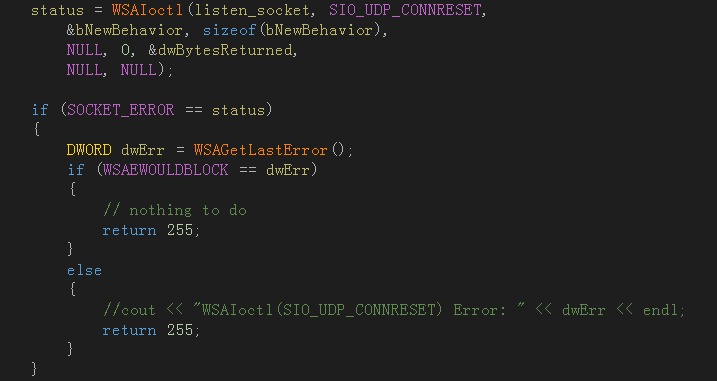 status = WSAIoctl(listen_socket, SIO_UDP_CONNRESET,
    &bNewBehavior, sizeof(bNewBehavior),
    NULL, 0, &dwBytesReturned,
    NULL, NULL);

if (SOCKET_ERROR == status)
{
    DWORD dwErr = WSAGetLastError();
    if (WSAEWOULDBLOCK == dwErr)
    {
        // nothing to do
        return 255;
    }
    else
    {
        //cout << "WSAIoctl(SIO_UDP_CONNRESET) Error: " << dwErr << endl;
        return 255;
    }
}